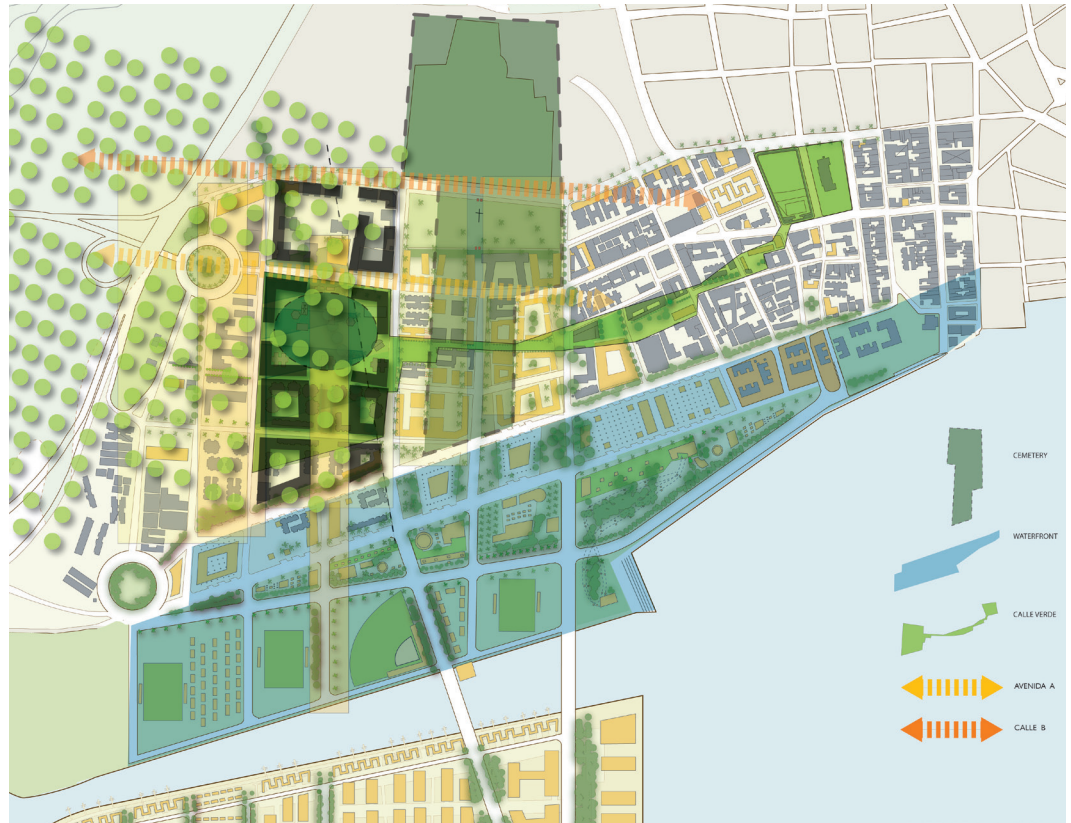 CEMETERY
WATERFRONT
CALLE VERDE
AVENIDA A
CALLE B